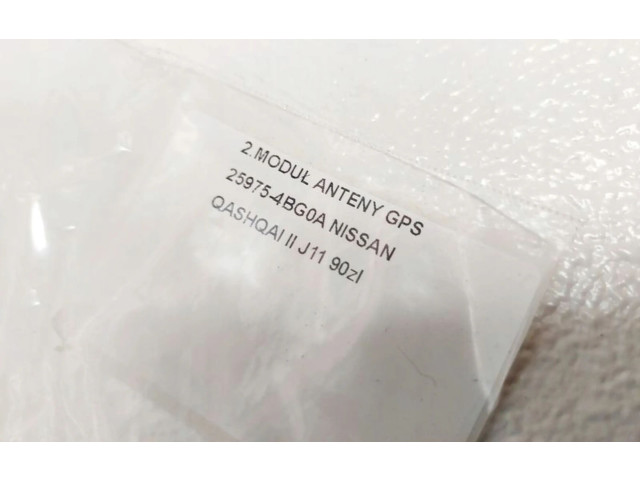 2.MODUŁ ANTENY GPS
25975-4BG0A NISSAN
QASHQAI II J11 90zł